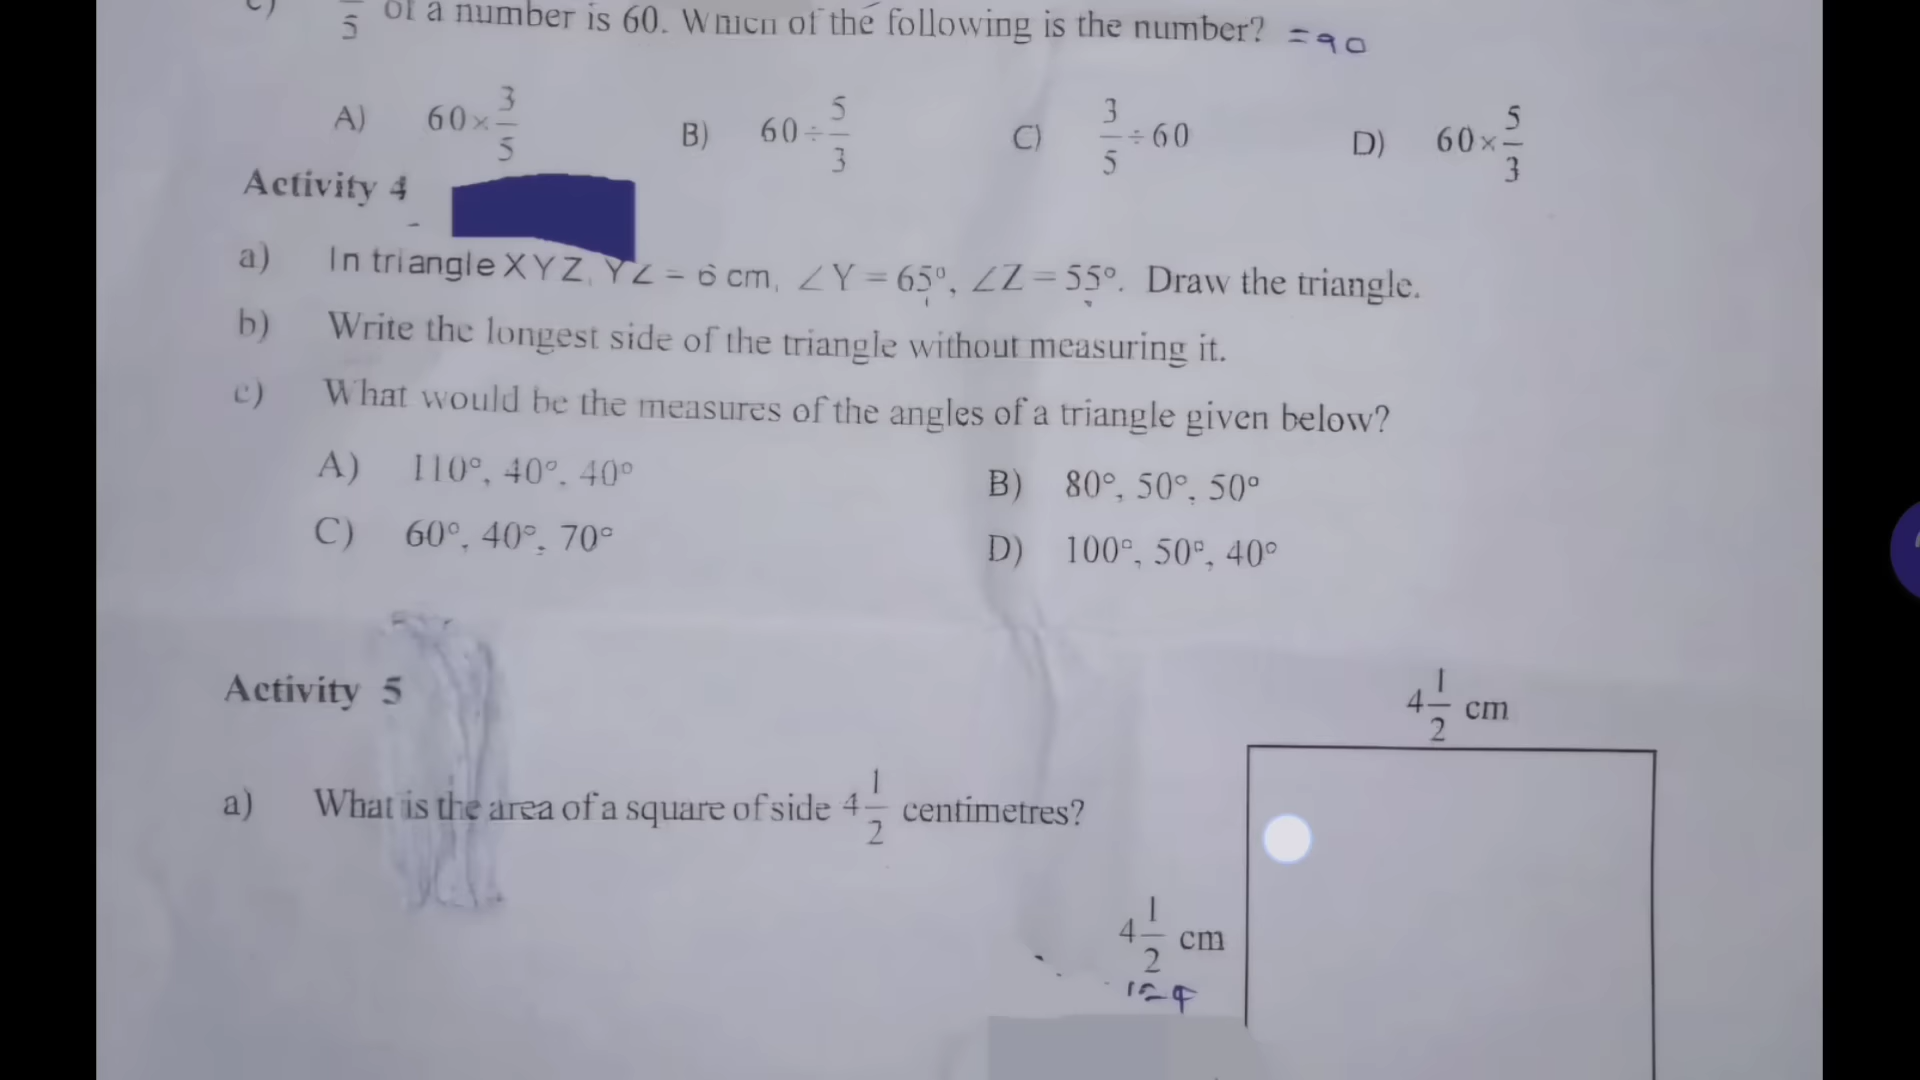 5 of a number is 60. Which of the following is the number? =90
A) 60 × 3/5 B) 60 ÷ 5/3 C) 3/5 ÷ 60 D) 60 × 5/3
Activity 4
a) In triangle XYZ, YZ = 6 cm, ∠Y = 65°, ∠Z = 55°. Draw the triangle.
b) Write the longest side of the triangle without measuring it.
c) What would be the measures of the angles of a triangle given below?
A) 110°, 40°, 40° B) 80°, 50°, 50°
C) 60°, 40°, 70° D) 100°, 50°, 40°
Activity 5
4 1/2 cm
a) What is the area of a square of side 4 1/2 centimetres?
4 1/2 cm